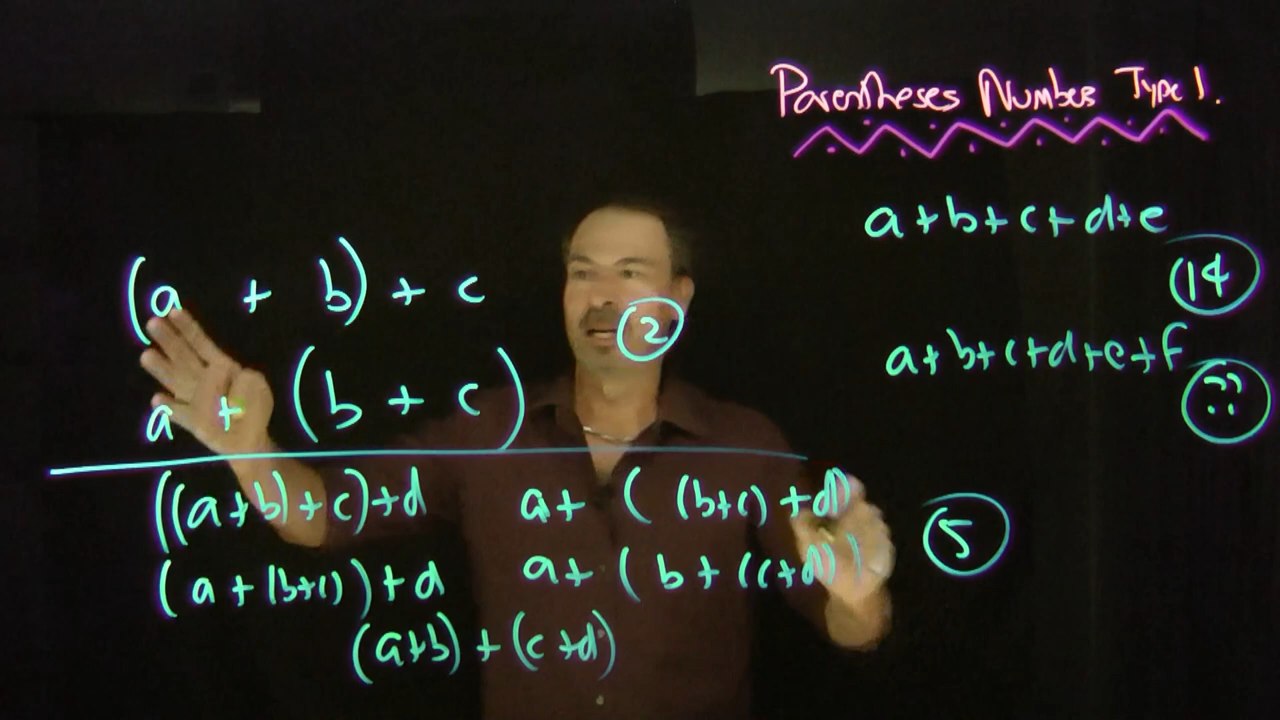 Parentheses Number Type 1.
a+b+c+d+e
14
(a + b) + c
2
a + (b + c)
a+b+c+d+e+f
??
((a+b)+c)+d
a+((b+c)+d)
5
(a+(b+c))+d
a+(b+(c+d))
(a+b)+(c+d)